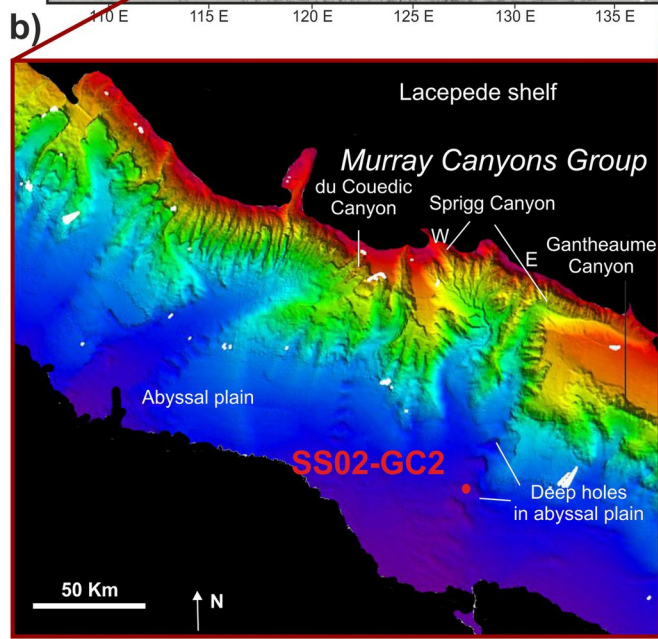 110 E 115 E 120 E 125 E 130 E 135 E
b)
Lacepede shelf
Murray Canyons Group
du Couedic
Canyon
Sprigg Canyon
W
E
Gantheaume
Canyon
Abyssal plain
SS02-GC2
Deep holes
in abyssal plain
50 Km
N